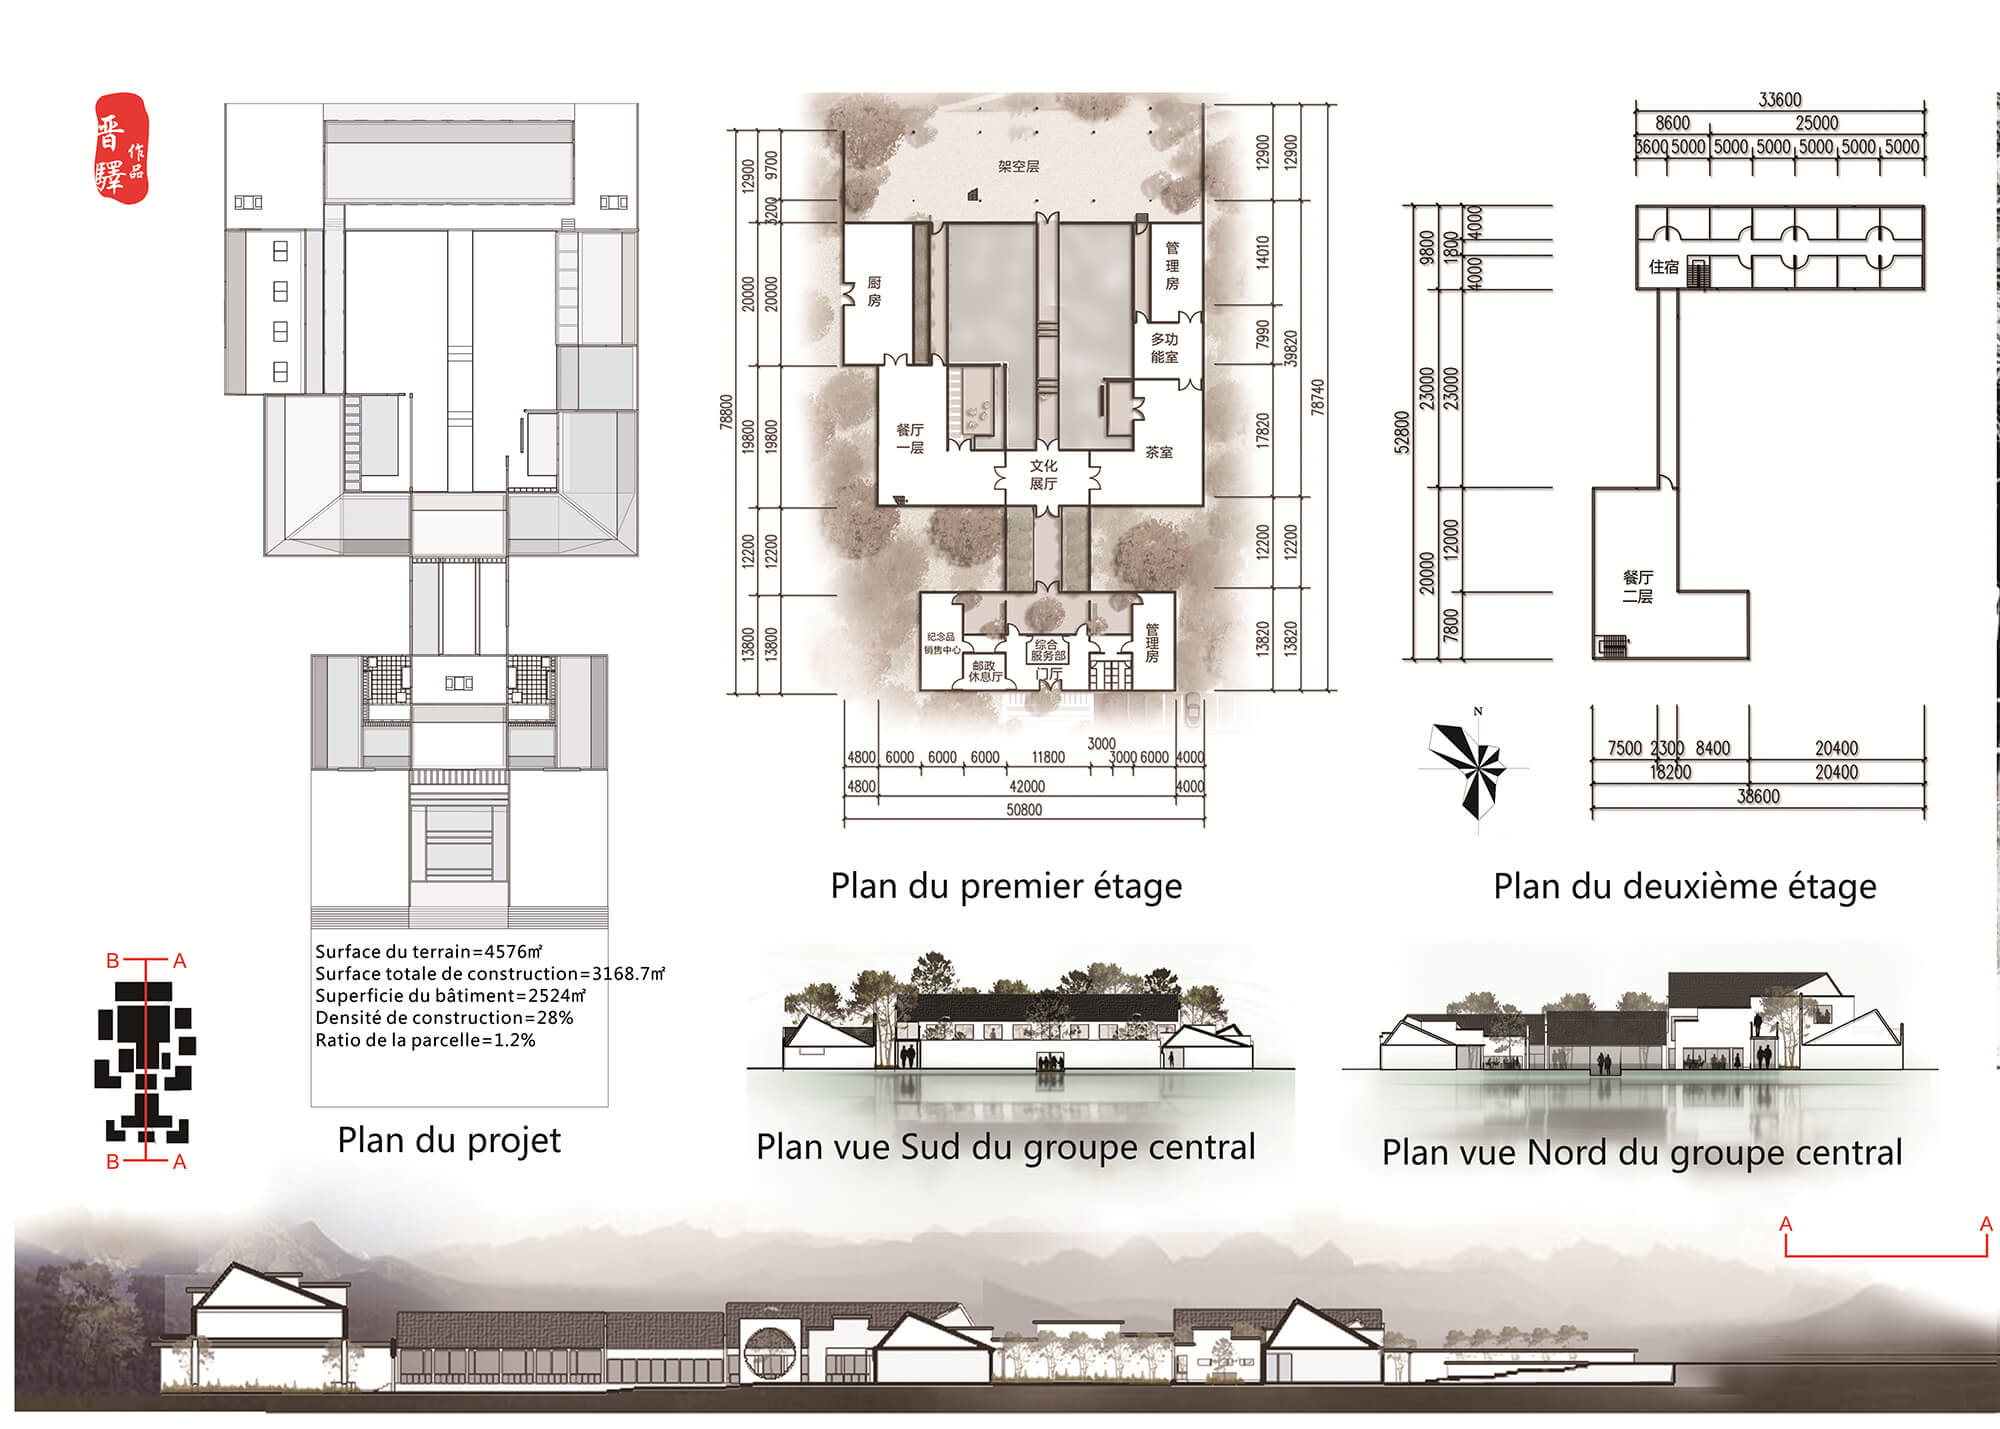 晋驛
作品
33600
8600 25000
3600 5000 5000 5000 5000 5000 5000
架空层
管理房
厨房
多功能室
餐厅
一层
茶室
文化
展厅
纪念品
销售中心
邮政
休息厅
综合
服务部
门厅
管理房
12900 9700
3200
20000 20000
78800
19800 19800
12200 12200
13800 13800
12900 12900
14010
7990
39820
78740
17820
12200 12200
13820 13820
3000
4800 6000 6000 6000 11800 3000 6000 4000
4800 42000 4000
50800
Plan du premier étage
住宿
餐厅
二层
4000
9800 1800
4000
23000 23000
52800
12000
20000
7800
N
7500 2300 8400 20400
18200 20400
38600
Plan du deuxième étage
Surface du terrain=4576㎡
Surface totale de construction=3168.7㎡
Superficie du bâtiment=2524㎡
Densité de construction=28%
Ratio de la parcelle=1.2%
B A
B A
Plan du projet
Plan vue Sud du groupe central
Plan vue Nord du groupe central
A A